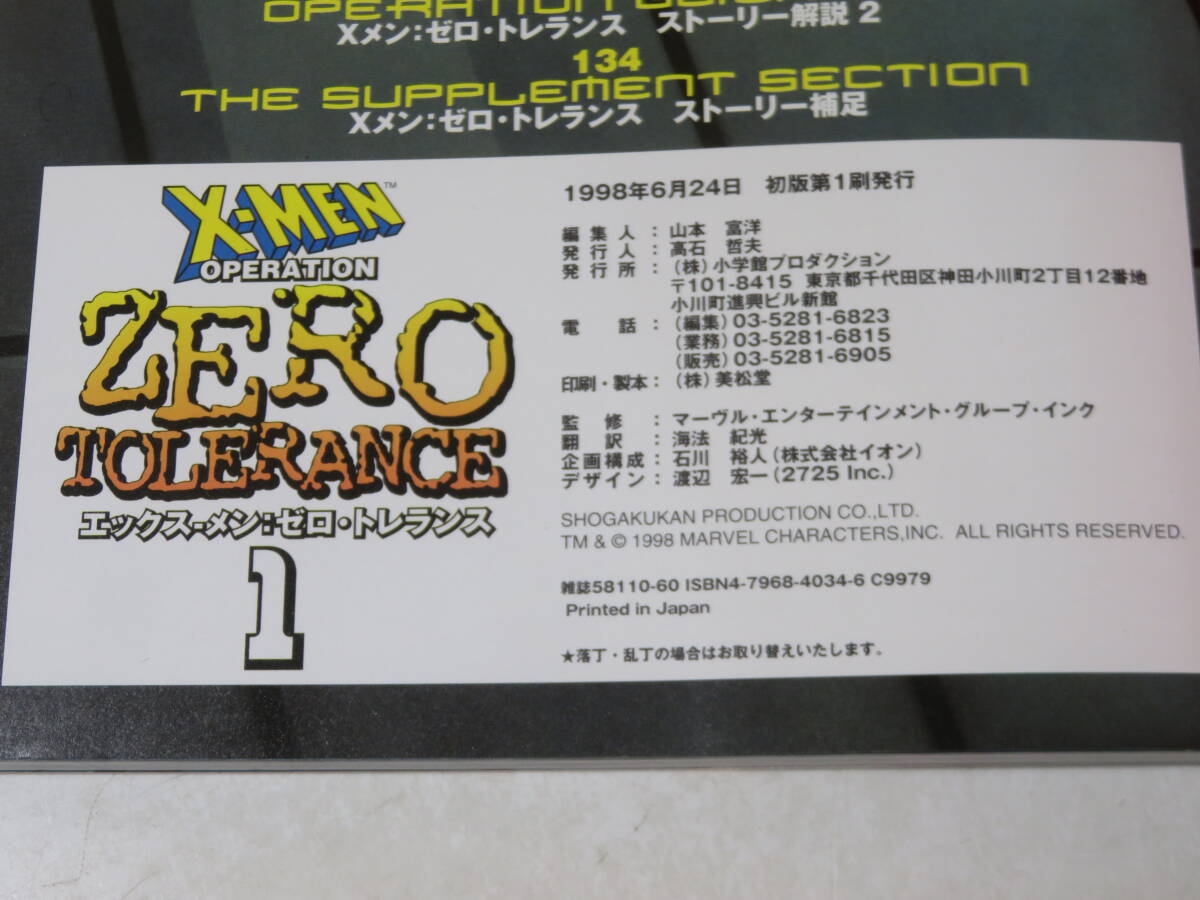 OPERATION
Xメン:ゼロ・トレランス ストーリー解説 2
134
THE SUPPLEMENT SECTION
Xメン:ゼロ・トレランス ストーリー補足
X-MEN™
OPERATION
ZERO
TOLERANCE
エックス-メン:ゼロ・トレランス
1
1998年6月24日 初版第1刷発行
編集人:山本 富洋
発行人:高石 哲夫
発行所:(株)小学館プロダクション
〒101-8415 東京都千代田区神田小川町2丁目12番地
小川町進興ビル新館
電話:(編集)03-5281-6823
(業務)03-5281-6815
(販売)03-5281-6905
印刷・製本:(株)美松堂
監修:マーヴル・エンターテインメント・グループ・インク
翻訳:海法 紀光
企画構成:石川 裕人(株式会社イオン)
デザイン:渡辺 宏一(2725 Inc.)
SHOGAKUKAN PRODUCTION CO.,LTD.
TM & © 1998 MARVEL CHARACTERS,INC. ALL RIGHTS RESERVED.
雑誌58110-60 ISBN4-7968-4034-6 C9979
Printed in Japan
★落丁・乱丁の場合はお取り替えいたします。